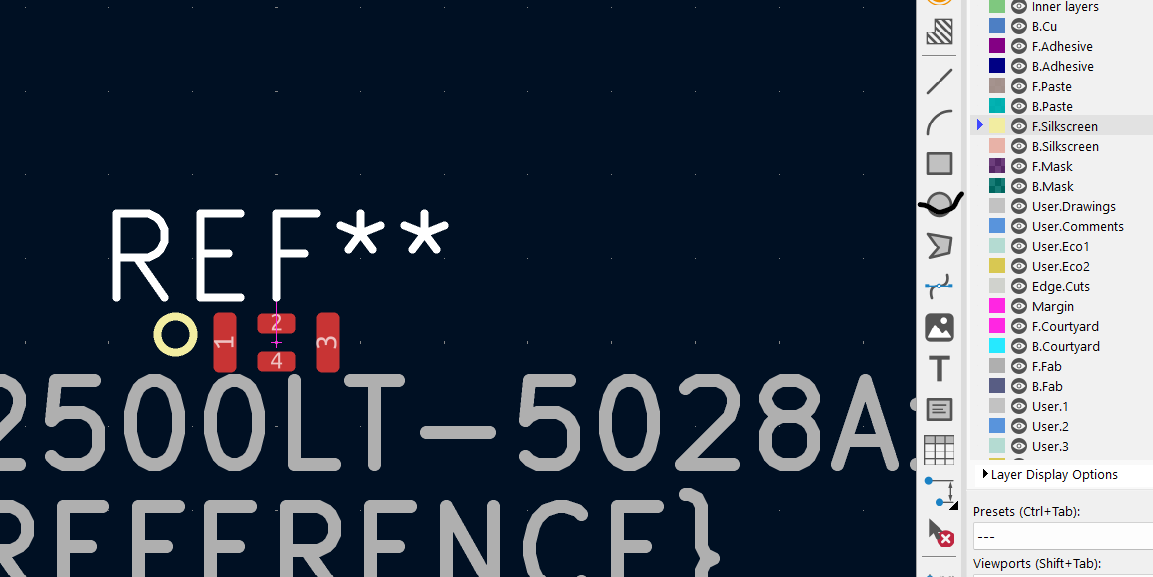 Inner layers
B.Cu
F.Adhesive
B.Adhesive
F.Paste
B.Paste
F.Silkscreen
B.Silkscreen
F.Mask
B.Mask
User.Drawings
User.Comments
User.Eco1
User.Eco2
Edge.Cuts
Margin
F.Courtyard
B.Courtyard
F.Fab
B.Fab
User.1
User.2
User.3
Layer Display Options
Presets (Ctrl+Tab):
---
Viewports (Shift+Tab):
REF**
1
2
3
4
2500LT-5028A
REFERENCE}